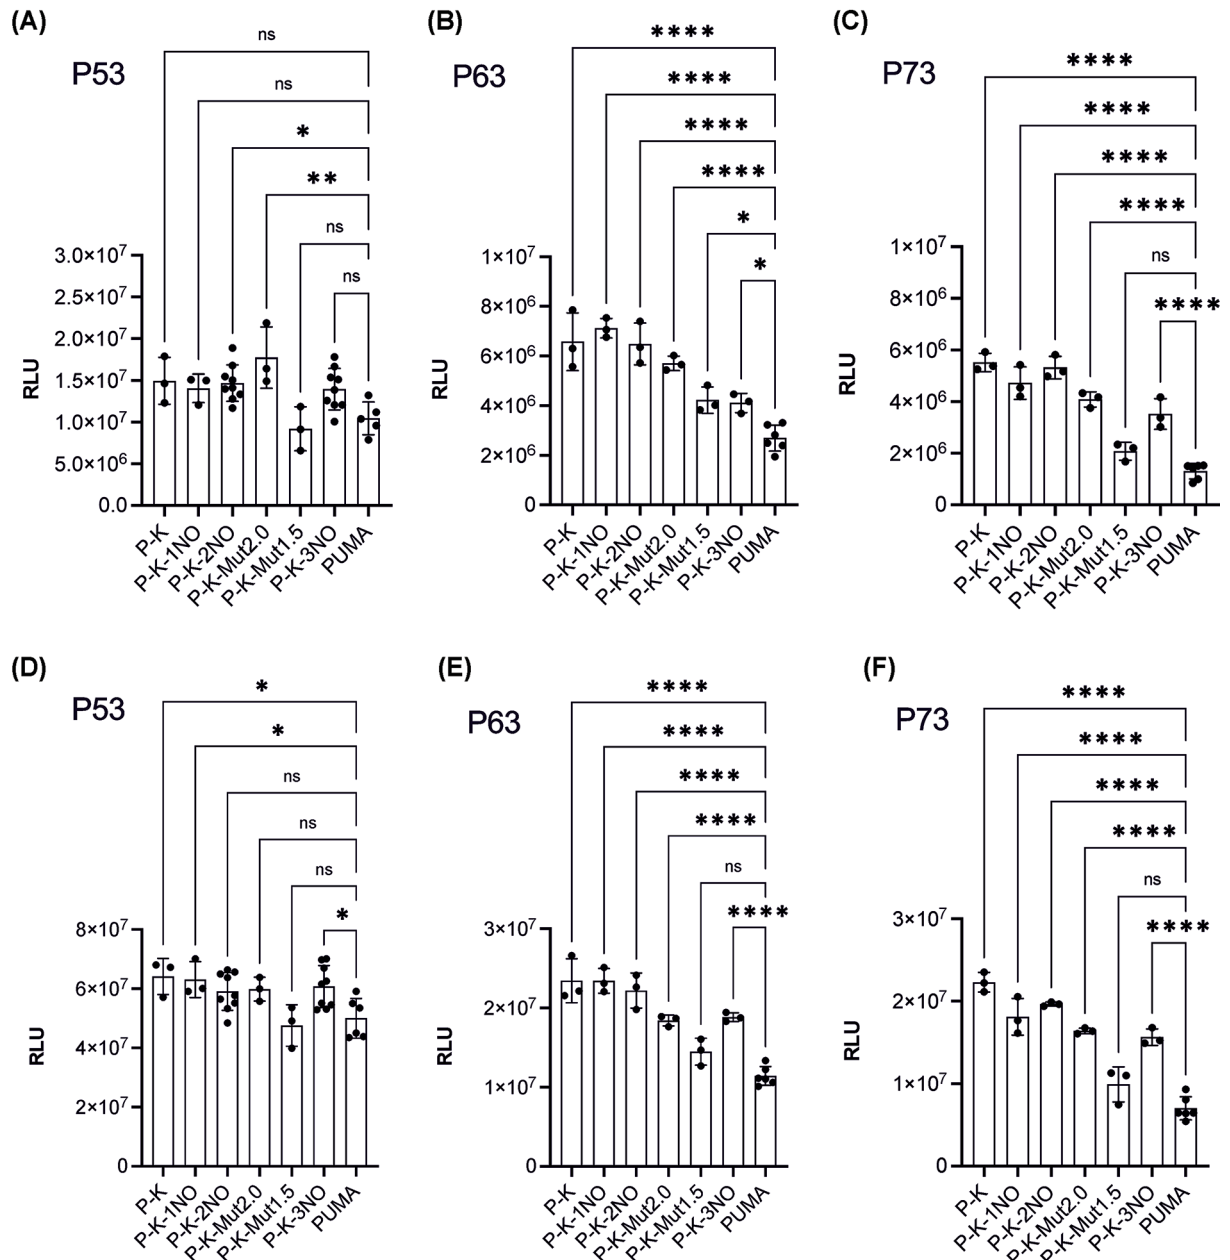 (A)
P53
ns
ns
*
**
ns
ns
RLU
3.0×10⁷
2.5×10⁷
2.0×10⁷
1.5×10⁷
1.0×10⁷
5.0×10⁶
0.0
P-K
P-K-1NO
P-K-2NO
P-K-Mut2.0
P-K-Mut1.5
P-K-3NO
PUMA
(B)
P63
****
****
****
****
*
*
RLU
1×10⁷
8×10⁶
6×10⁶
4×10⁶
2×10⁶
0
P-K
P-K-1NO
P-K-2NO
P-K-Mut2.0
P-K-Mut1.5
P-K-3NO
PUMA
(C)
P73
****
****
****
****
ns
****
RLU
1×10⁷
8×10⁶
6×10⁶
4×10⁶
2×10⁶
0
P-K
P-K-1NO
P-K-2NO
P-K-Mut2.0
P-K-Mut1.5
P-K-3NO
PUMA
(D)
P53
*
*
ns
ns
ns
*
RLU
8×10⁷
6×10⁷
4×10⁷
2×10⁷
0
P-K
P-K-1NO
P-K-2NO
P-K-Mut2.0
P-K-Mut1.5
P-K-3NO
PUMA
(E)
P63
****
****
****
****
ns
****
RLU
3×10⁷
2×10⁷
1×10⁷
0
P-K
P-K-1NO
P-K-2NO
P-K-Mut2.0
P-K-Mut1.5
P-K-3NO
PUMA
(F)
P73
****
****
****
****
ns
****
RLU
3×10⁷
2×10⁷
1×10⁷
0
P-K
P-K-1NO
P-K-2NO
P-K-Mut2.0
P-K-Mut1.5
P-K-3NO
PUMA